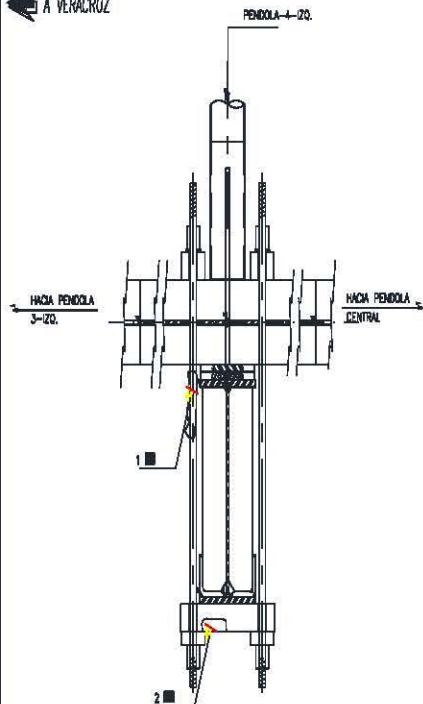 A VERACRUZ
PENDOLA-4-IZQ.
HACIA PENDOLA
3-IZQ.
HACIA PENDOLA
CENTRAL
1
2